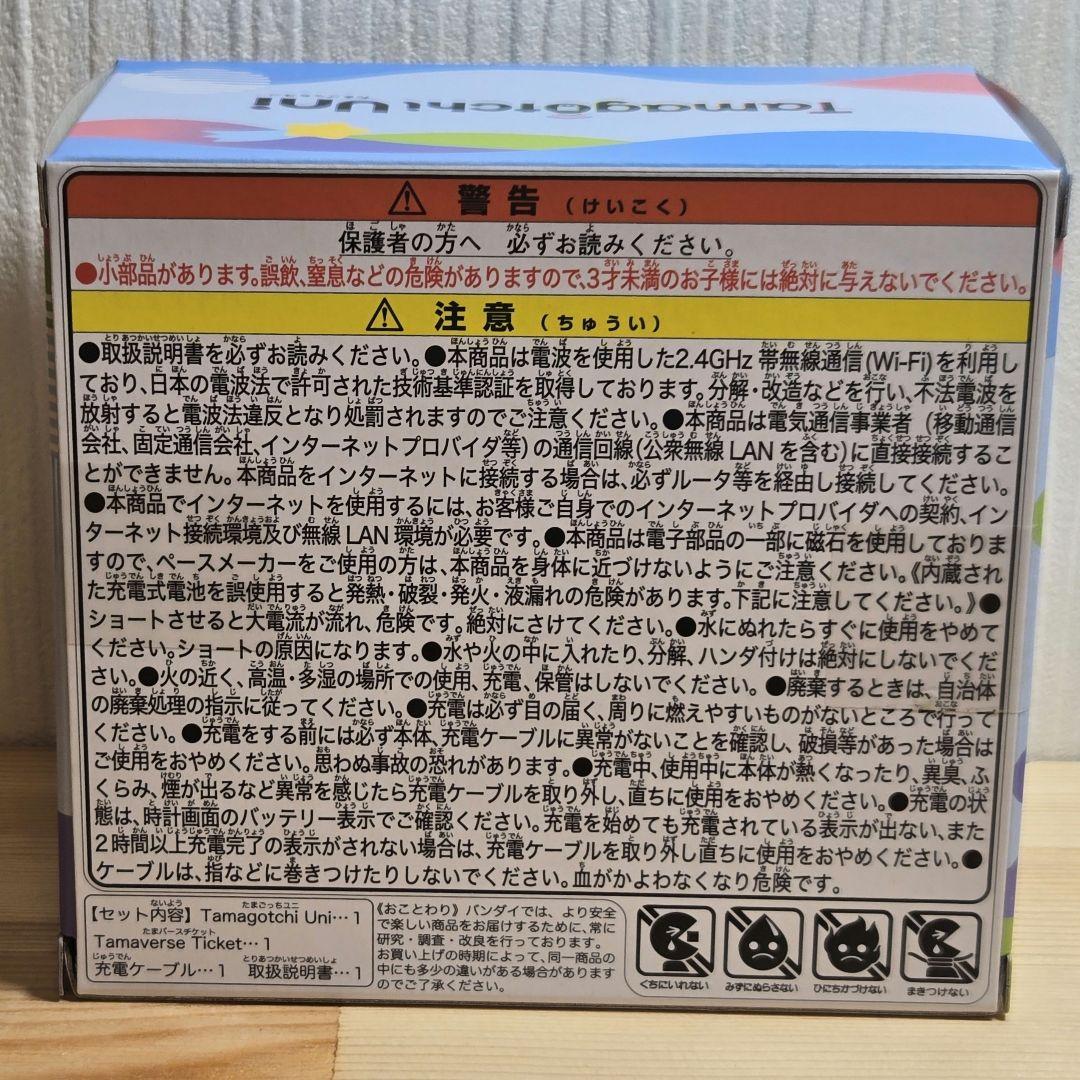 Tamagotchi Uni
警告(けいこく)
保護者の方へ 必ずお読みください。
●小部品があります。誤飲、窒息などの危険がありますので、3才未満のお子様には絶対に与えないでください。
注意(ちゅうい)
●取扱説明書を必ずお読みください。●本商品は電波を使用した2.4GHz 帯無線通信(Wi-Fi)を利用し
ており、日本の電波法で許可された技術基準認証を取得しております。分解・改造などを行い、不法電波を
放射すると電波法違反となり処罰されますのでご注意ください。●本商品は電気通信事業者(移動通信
会社、固定通信会社、インターネットプロバイダ等)の通信回線(公衆無線 LANを含む)に直接接続するこ
とができません。本商品をインターネットに接続する場合は、必ずルータ等を経由し接続してください。
●本商品でインターネットを使用するには、お客様ご自身でのインターネットプロバイダへの契約、イン
ターネット接続環境及び無線 LAN 環境が必要です。●本商品は電子部品の一部に磁石を使用しておりま
すので、ペースメーカーをご使用の方は、本商品を身体に近づけないようにご注意ください。《内蔵され
た充電式電池を誤使用すると発熱・破裂・発火・液漏れの危険があります。下記に注意してください。》●
ショートさせると大電流が流れ、危険です。絶対にさけてください。●水にぬれたらすぐに使用をやめて
ください。ショートの原因になります。●水や火の中に入れたり、分解、ハンダ付けは絶対にしないでくだ
さい。●火の近く、高温・多湿の場所での使用、充電、保管はしないでください。●廃棄するときは、自治体
の廃棄処理の指示に従ってください。●充電は必ず目の届く、周りに燃えやすいものがないところで行って
ください。●充電をする前には必ず本体、充電ケーブルに異常がないことを確認し、破損等があった場合は
ご使用をおやめください。思わぬ事故の恐れがあります。●充電中、使用中に本体が熱くなったり、異臭、ふ
くらみ、煙が出るなど異常を感じたら充電ケーブルを取り外し、直ちに使用をおやめください。●充電の状
態は、時計画面のバッテリー表示でご確認ください。充電を始めても充電されている表示が出ない、また
2時間以上充電完了の表示がされない場合は、充電ケーブルを取り外し直ちに使用をおやめください。●
ケーブルは、指などに巻きつけたりしないでください。血がかよわなくなり危険です。
【セット内容】Tamagotchi Uni…1
Tamaverse Ticket…1
充電ケーブル…1 取扱説明書…1
《おことわり》バンダイでは、より安全
で楽しい商品をお届けするために、常に
研究・調査・改良を行っております。
お買い上げの時期によって、同一商品の
中にも多少の違いがある場合があります
のでご了承ください。
くちにいれない みずにぬらさない ひにちかづけない まきつけない